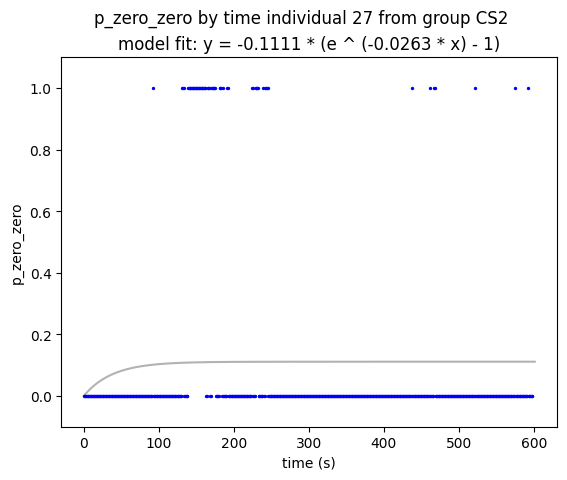 p_zero_zero by time individual 27 from group CS2
model fit: y = -0.1111 * (e ^ (-0.0263 * x) - 1)
1.0
0.8
0.6
0.4
0.2
0.0
p_zero_zero
0 100 200 300 400 500 600
time (s)